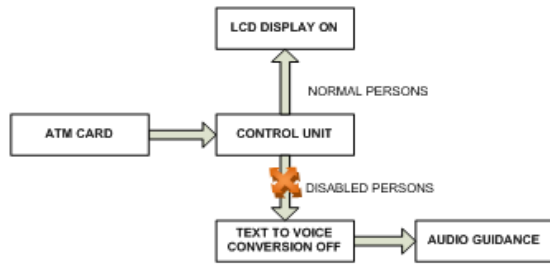 LCD DISPLAY ON
NORMAL PERSONS
ATM CARD
CONTROL UNIT
DISABLED PERSONS
TEXT TO VOICE
CONVERSION OFF
AUDIO GUIDANCE